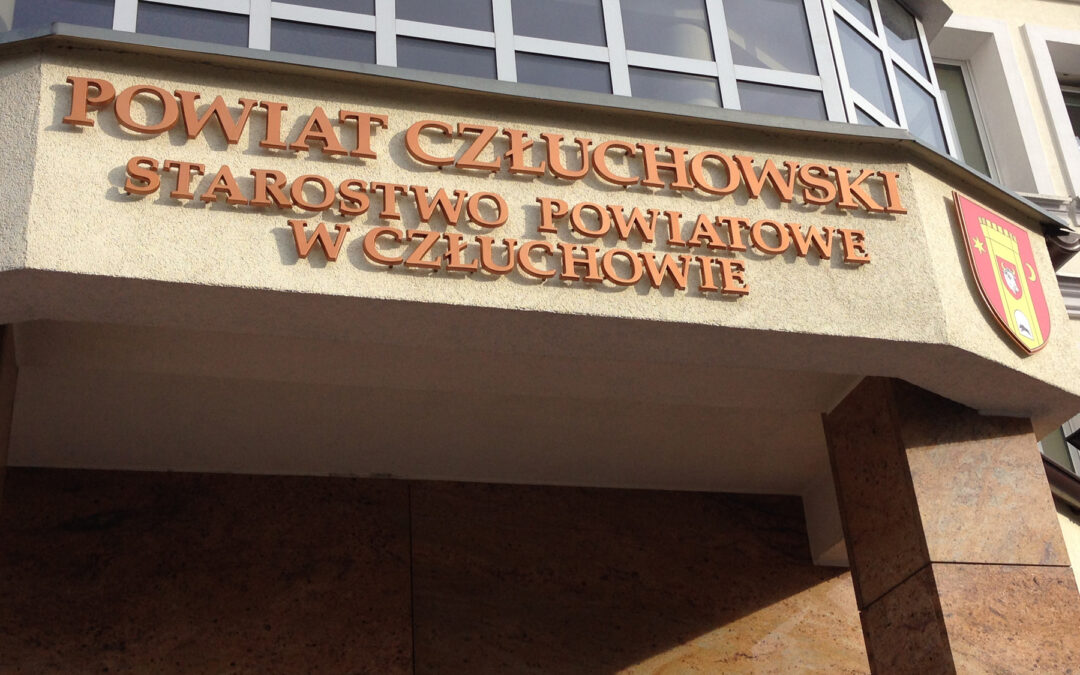 POWIAT CZŁUCHOWSKI
STAROSTWO POWIATOWE
W CZŁUCHOWIE